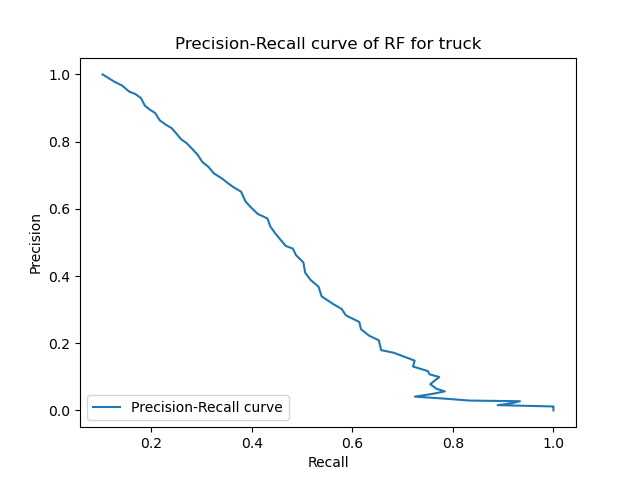 Precision-Recall curve of RF for truck
1.0
0.8
0.6
0.4
0.2
0.0
Precision
Precision-Recall curve
0.2 0.4 0.6 0.8 1.0
Recall